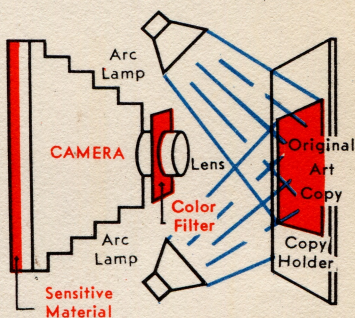 Arc
Lamp
CAMERA
Lens
Original
Art
Copy
Color
Filter
Arc
Lamp
Copy
Holder
Sensitive
Material